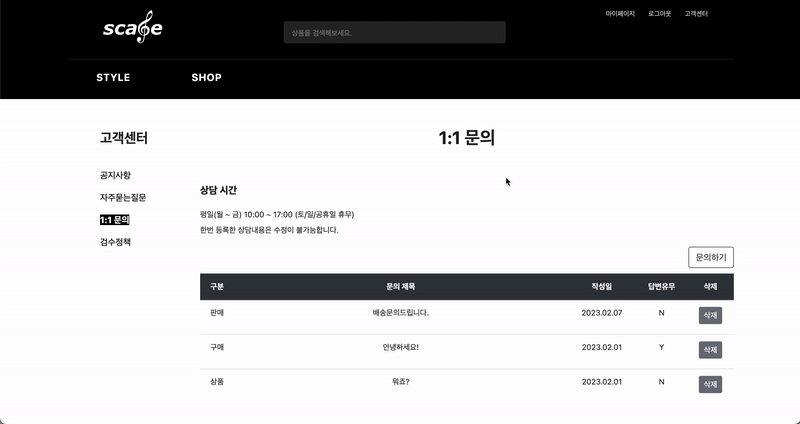 마이페이지 로그아웃 고객센터
scale
상품을 검색해보세요.
STYLE SHOP
고객센터
공지사항
자주묻는질문
1:1 문의
검수정책
1:1 문의
상담 시간
평일(월 ~ 금) 10:00 ~ 17:00 (토/일/공휴일 휴무)
한번 등록한 상담내용은 수정이 불가능합니다.
문의하기
구분 문의 제목 작성일 답변유무 삭제
판매 배송문의드립니다. 2023.02.07 N 삭제
구매 안녕하세요! 2023.02.01 Y 삭제
상품 뭐죠? 2023.02.01 N 삭제